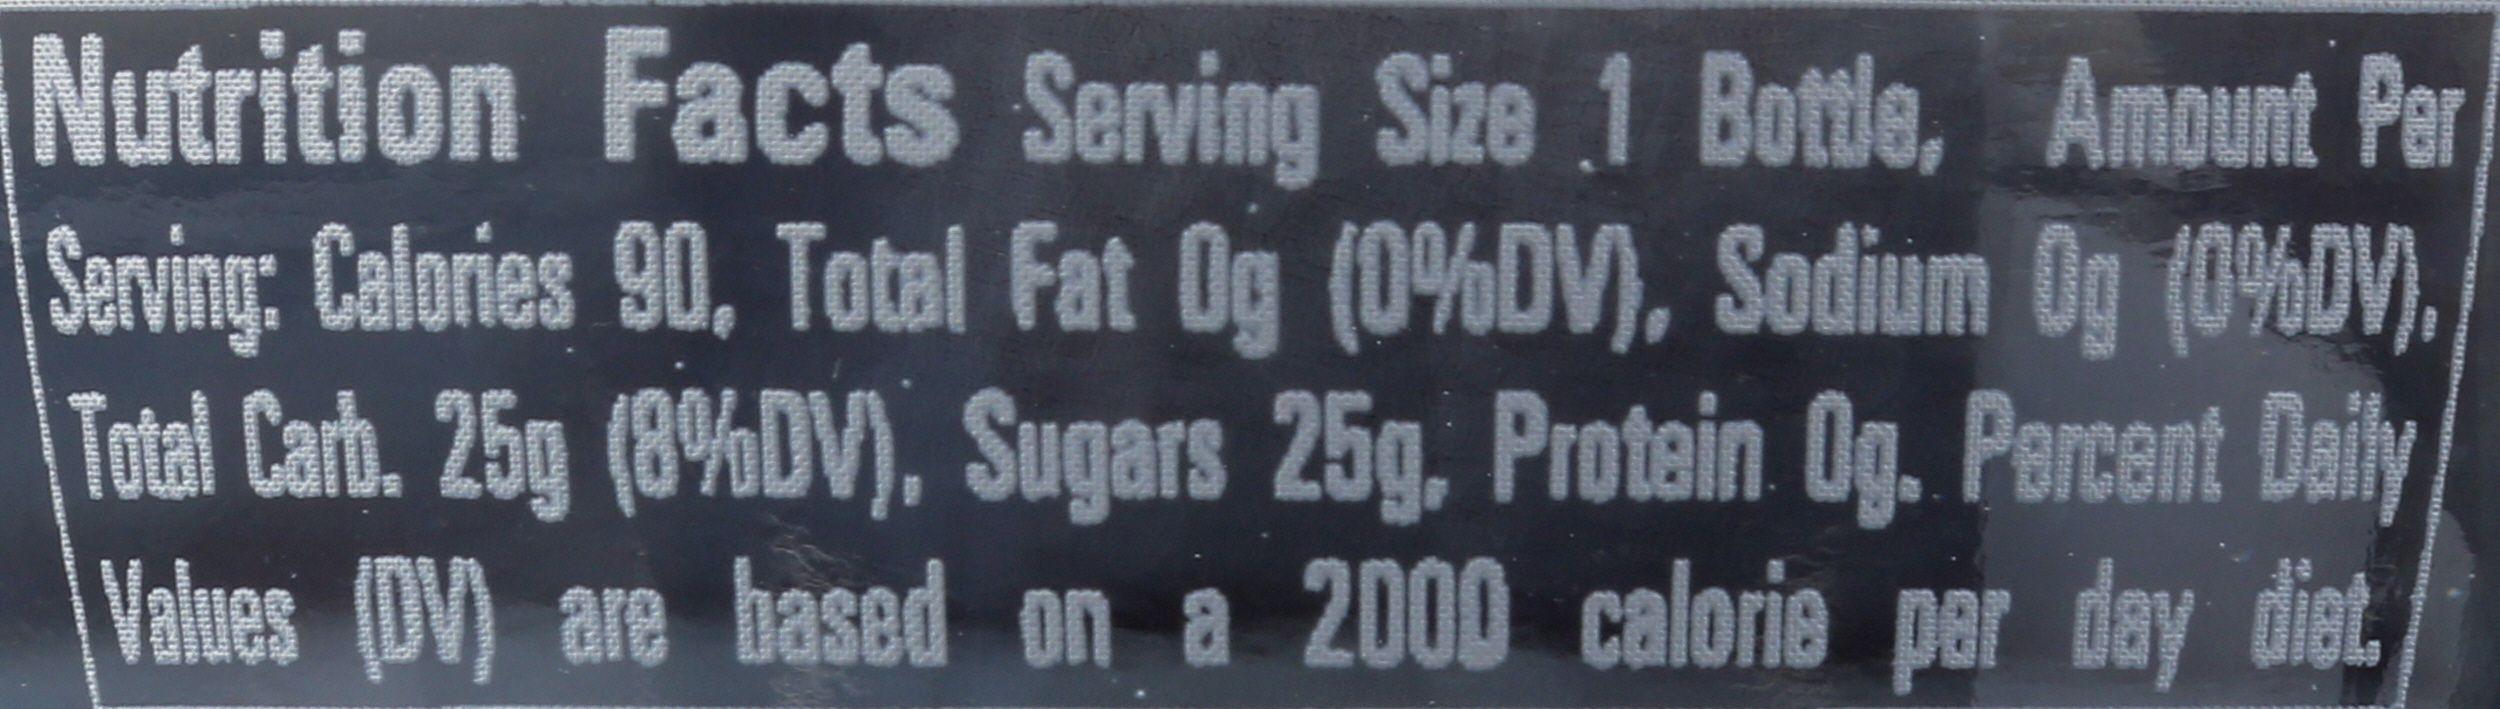 Nutrition Facts Serving Size 1 Bottle, Amount Per
Serving: Calories 90, Total Fat 0g (0%DV), Sodium 0g (0%DV),
Total Carb. 25g (8%DV), Sugars 25g, Protein 0g. Percent Daily
Values (DV) are based on a 2000 calorie per day diet.